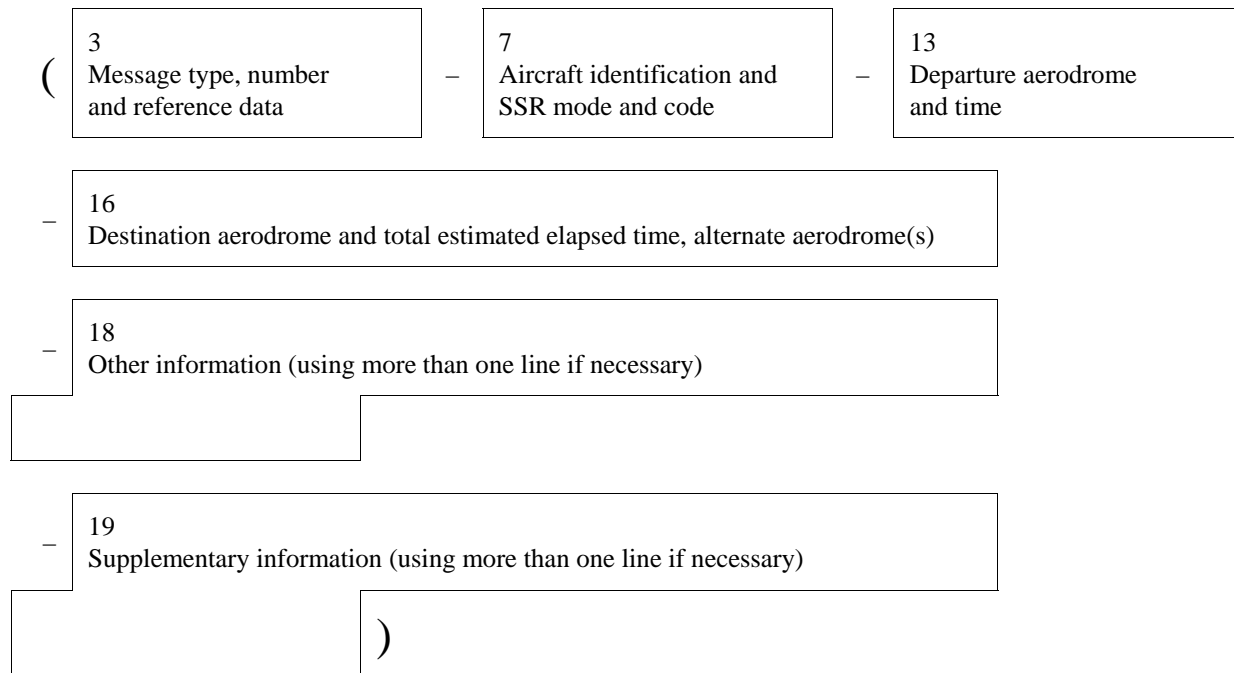 ( 3 7 13
Message type, number – Aircraft identification and – Departure aerodrome
and reference data SSR mode and code and time
16
– Destination aerodrome and total estimated elapsed time, alternate aerodrome(s)
18
– Other information (using more than one line if necessary)
19
– Supplementary information (using more than one line if necessary)
)